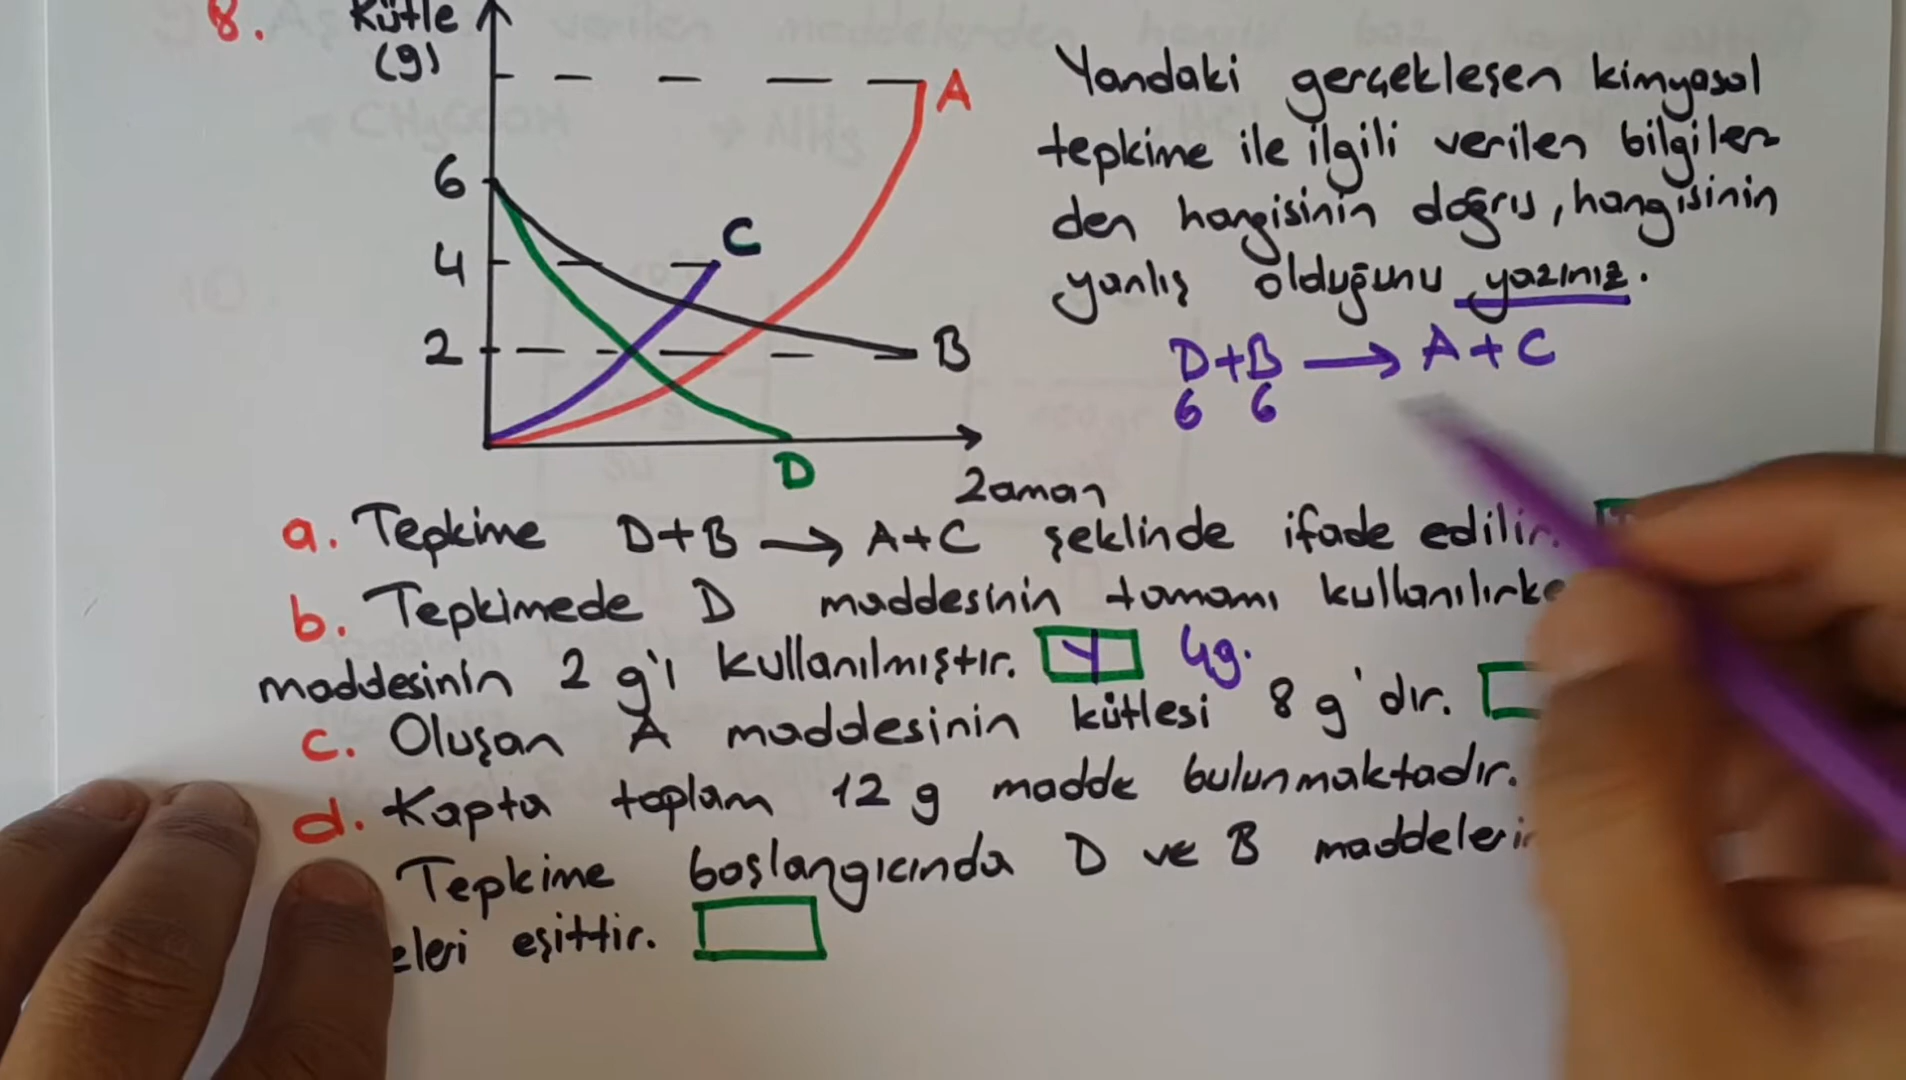 8.
Kütle
(g)
A
6
C
4
2
B
D
Zaman
Yandaki gerçekleşen kimyasal
tepkime ile ilgili verilen bilgiler-
den hangisinin doğru, hangisinin
yanlış olduğunu yazınız.
D+B → A+C
6 6
a. Tepkime D+B → A+C şeklinde ifade edilir.
b. Tepkimede D maddesinin tamamı kullanılırke
maddesinin 2 g'ı kullanılmıştır. Y 4g.
c. Oluşan A maddesinin kütlesi 8 g'dır.
d. Kapta toplam 12 g madde bulunmaktadır.
Tepkime başlangıcında D ve B maddeleri
eleri eşittir.